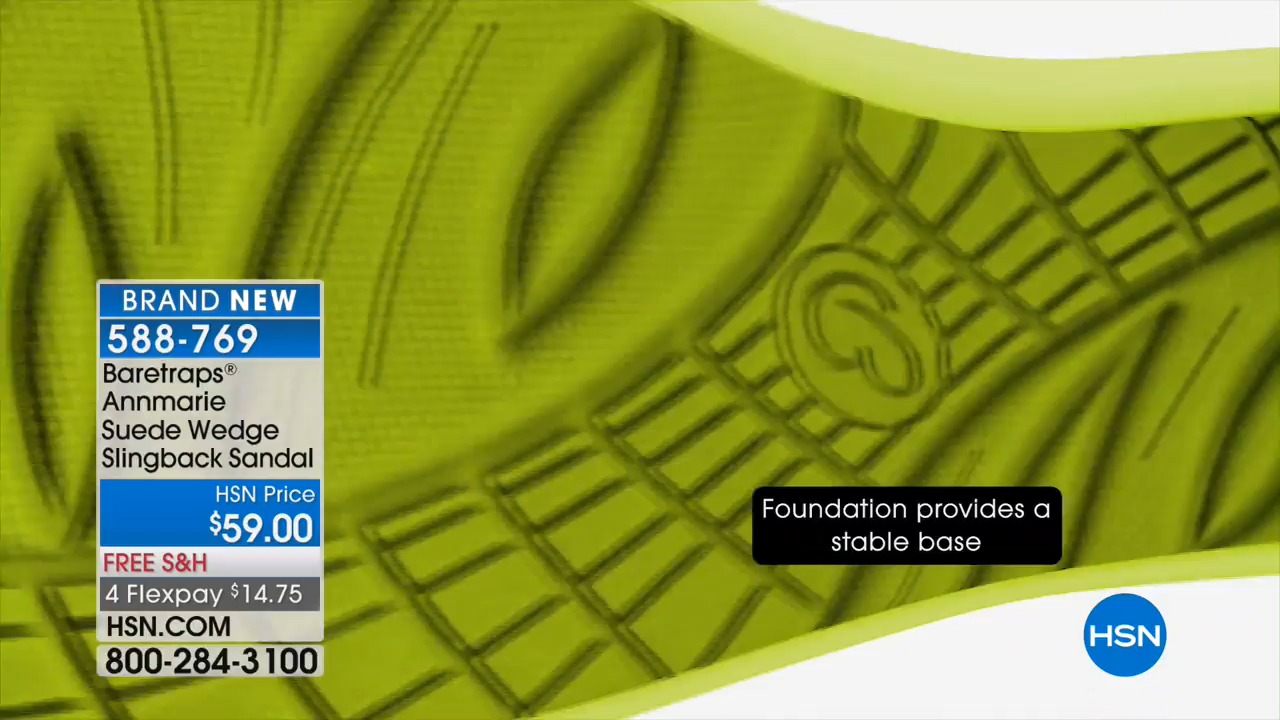 BRAND NEW
588-769
Baretraps®
Annmarie
Suede Wedge
Slingback Sandal
HSN Price
$59.00
FREE S&H
4 Flexpay $14.75
HSN.COM
800-284-3100
Foundation provides a
stable base
HSN